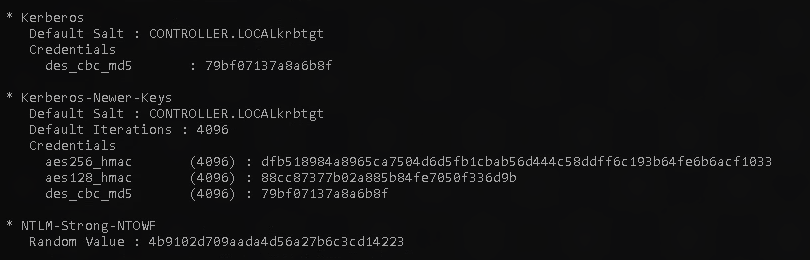 * Kerberos
Default Salt : CONTROLLER.LOCALkrbtgt
Credentials
des_cbc_md5 : 79bf07137a8a6b8f
* Kerberos-Newer-Keys
Default Salt : CONTROLLER.LOCALkrbtgt
Default Iterations : 4096
Credentials
aes256_hmac (4096) : dfb518984a8965ca7504d6d5fb1cbab56d444c58ddff6c193b64fe6b6acf1033
aes128_hmac (4096) : 88cc87377b02a885b84fe7050f336d9b
des_cbc_md5 (4096) : 79bf07137a8a6b8f
* NTLM-Strong-NTOWF
Random Value : 4b9102d709aada4d56a27b6c3cd14223